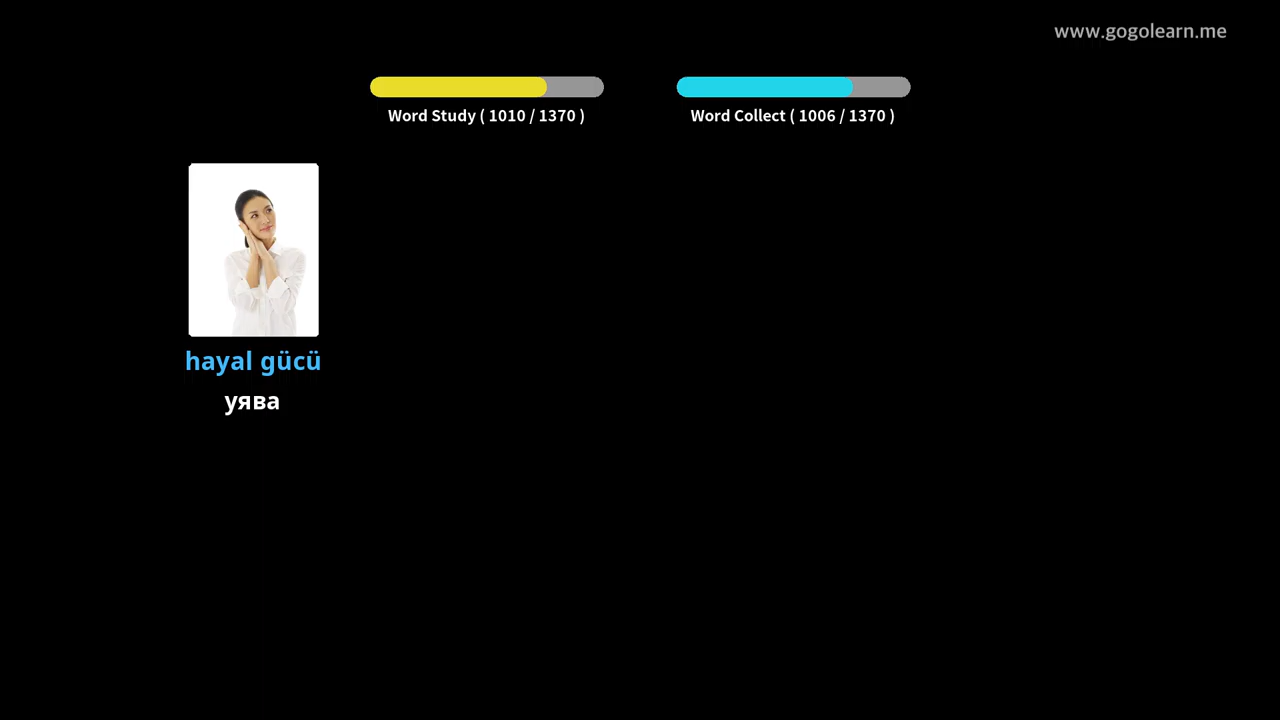 www.gogolearn.me
Word Study ( 1010 / 1370 )
Word Collect ( 1006 / 1370 )
hayal gücü
уява